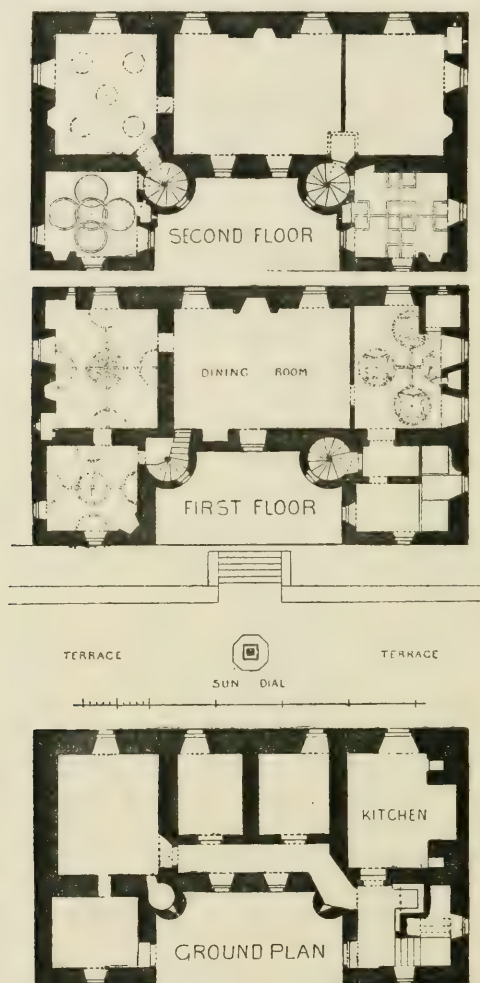 SECOND FLOOR
DINING ROOM
FIRST FLOOR
TERRACE
TERRACE
SUN DIAL
KITCHEN
GROUND PLAN